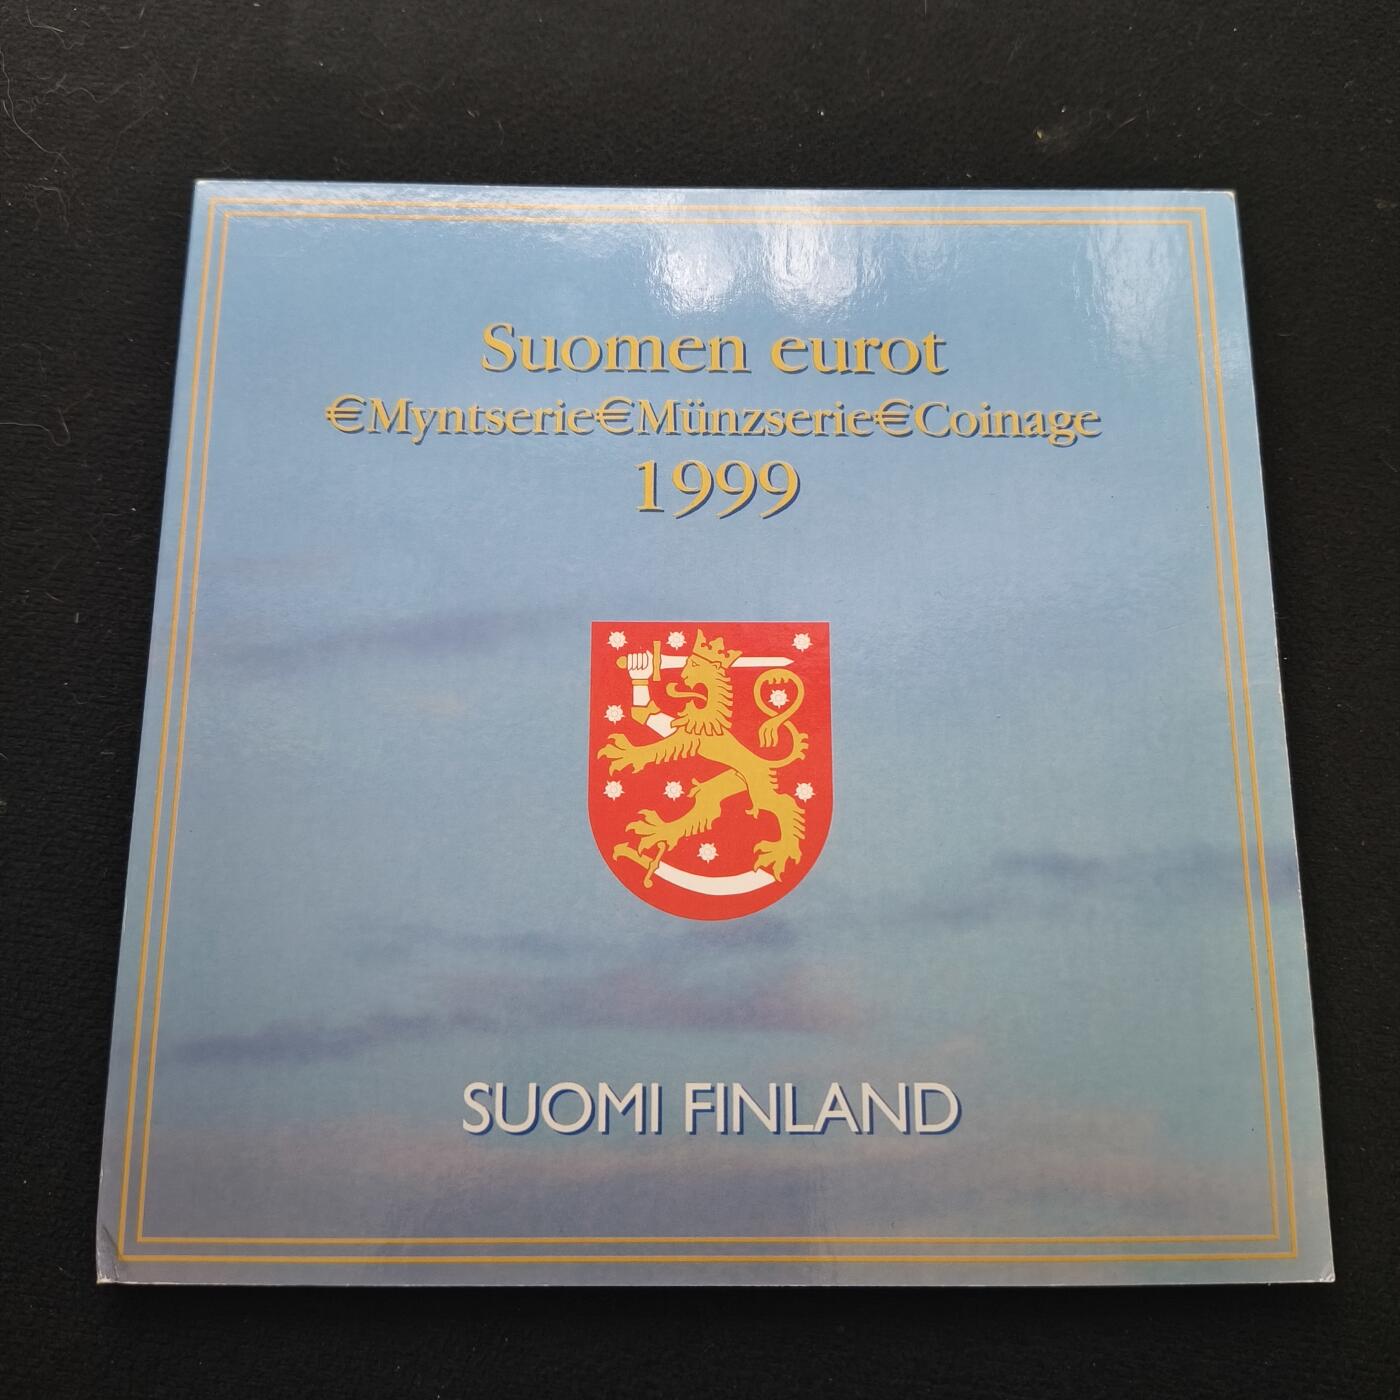 Suomen eurot
€Myntserie€Münzserie€Coinage
1999
SUOMI FINLAND